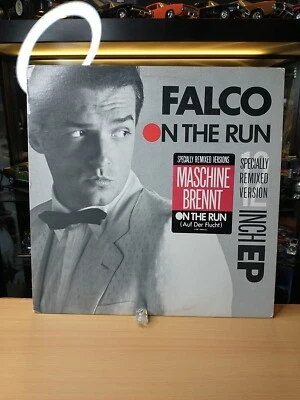 FALCO
ON THE RUN
SPECIALLY REMIXED VERSIONS
MASCHINE
BRENNT
ON THE RUN
(Auf Der Flucht)
SPECIALLY
REMIXED
VERSION
12
INCH EP